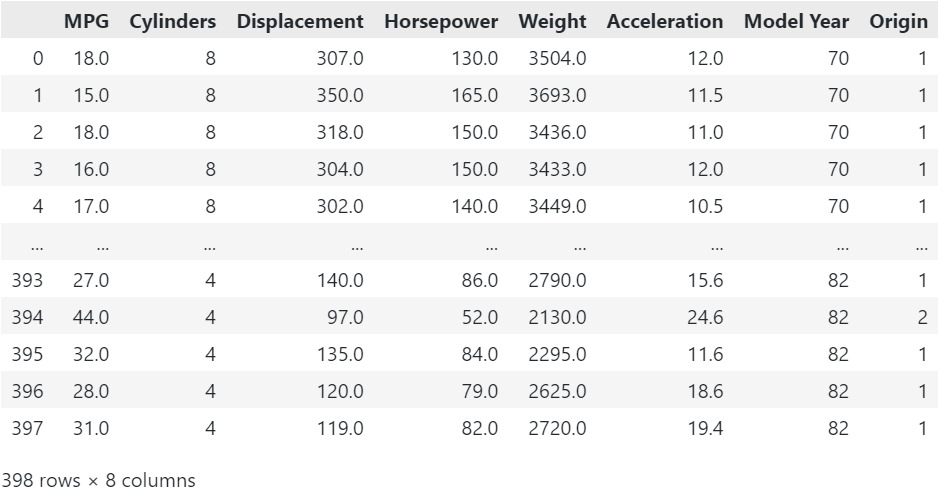 MPG Cylinders Displacement Horsepower Weight Acceleration Model Year Origin
0 18.0 8 307.0 130.0 3504.0 12.0 70 1
1 15.0 8 350.0 165.0 3693.0 11.5 70 1
2 18.0 8 318.0 150.0 3436.0 11.0 70 1
3 16.0 8 304.0 150.0 3433.0 12.0 70 1
4 17.0 8 302.0 140.0 3449.0 10.5 70 1
... ... ... ... ... ... ... ... ...
393 27.0 4 140.0 86.0 2790.0 15.6 82 1
394 44.0 4 97.0 52.0 2130.0 24.6 82 2
395 32.0 4 135.0 84.0 2295.0 11.6 82 1
396 28.0 4 120.0 79.0 2625.0 18.6 82 1
397 31.0 4 119.0 82.0 2720.0 19.4 82 1
398 rows × 8 columns